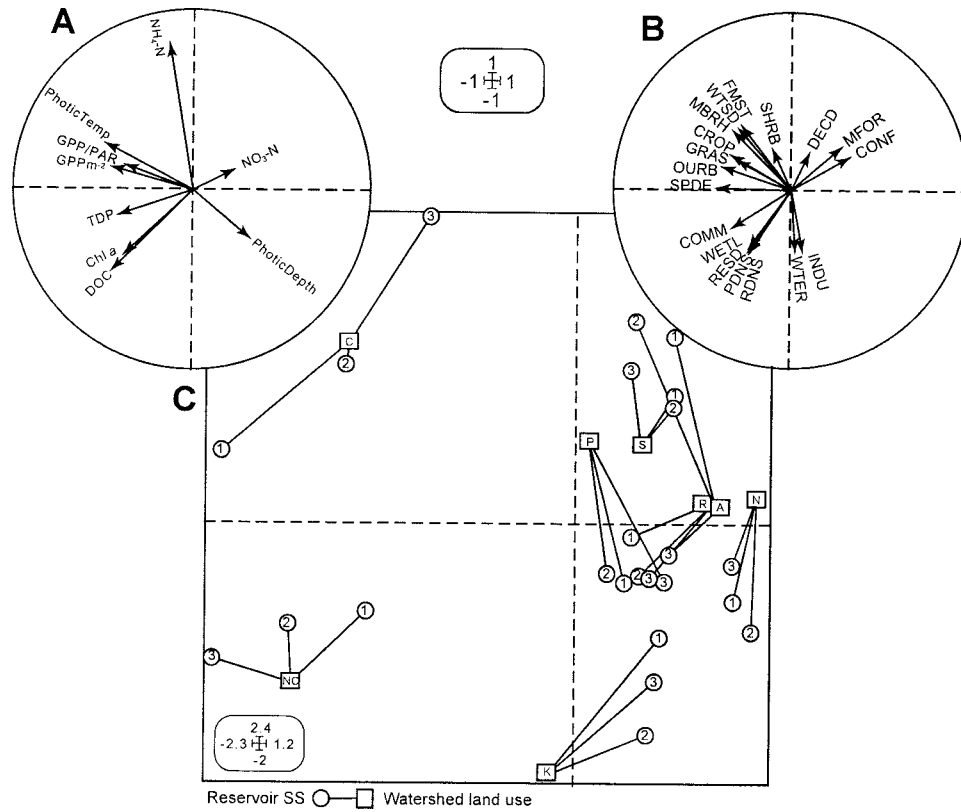 A
NH4-N
PhoticTemp
GPP/PAR
GPPm-2
TDP
Chl a
DOC
NO3-N
PhoticDepth
1
-1 1
-1
B
FMST
WTSD
MBRH
CROP
GRAS
OURB
SPDE
SHRB
DECD
MFOR
CONF
COMM
WETL
RESD
PDNS
RDNS
WTER
INDU
C
3
C
2
1
2
1
3
1
2
P
S
R
A
N
1
3
2
1
2
3
3
3
1
2
1
2
3
NC
1
3
2
K
2.4
-2.3 1.2
-2
Reservoir SS
Watershed land use